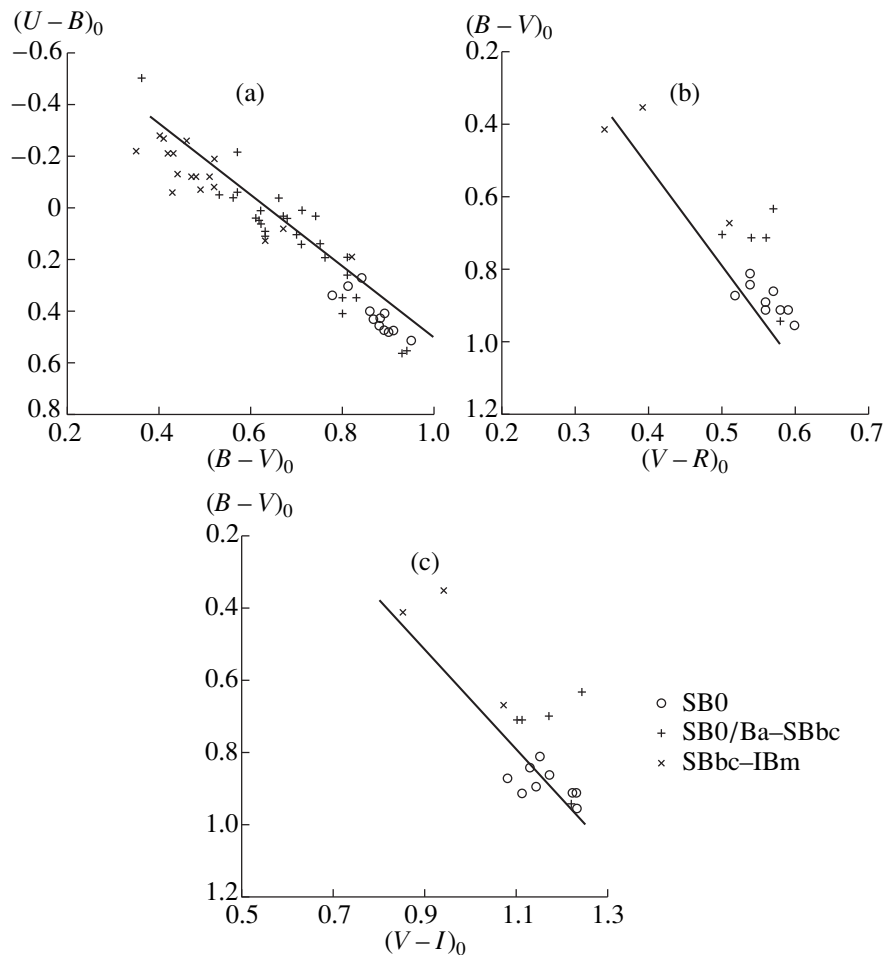 (U – B)₀
–0.6
–0.4
–0.2
0
0.2
0.4
0.6
0.8
(a)
0.2 0.4 0.6 0.8 1.0
(B – V)₀
(B – V)₀
0.2
0.4
0.6
0.8
1.0
1.2
(b)
0.2 0.3 0.4 0.5 0.6 0.7
(V – R)₀
(B – V)₀
0.2
0.4
0.6
0.8
1.0
1.2
(c)
0.5 0.7 0.9 1.1 1.3
(V – I)₀
SB0
SB0/Ba–SBbc
SBbc–IBm